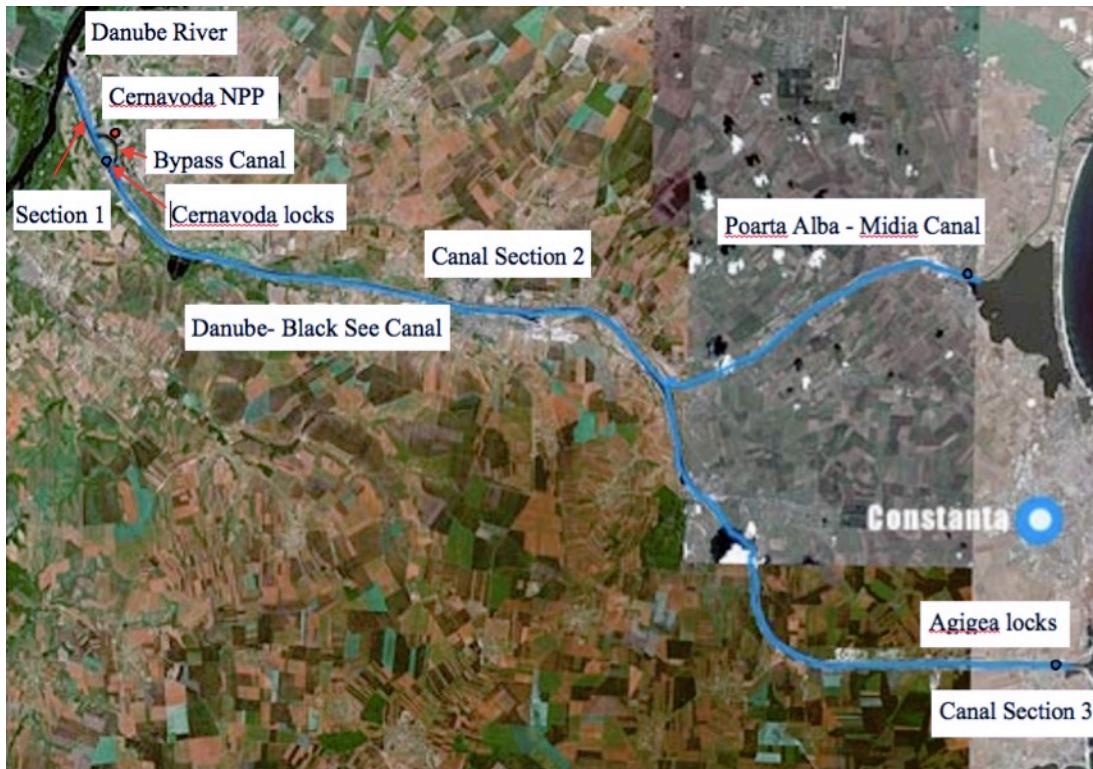 Danube River
Cernavoda NPP
Bypass Canal
Section 1
Cernavoda locks
Poarta Alba - Midia Canal
Canal Section 2
Danube- Black See Canal
Constanta
Agigea locks
Canal Section 3